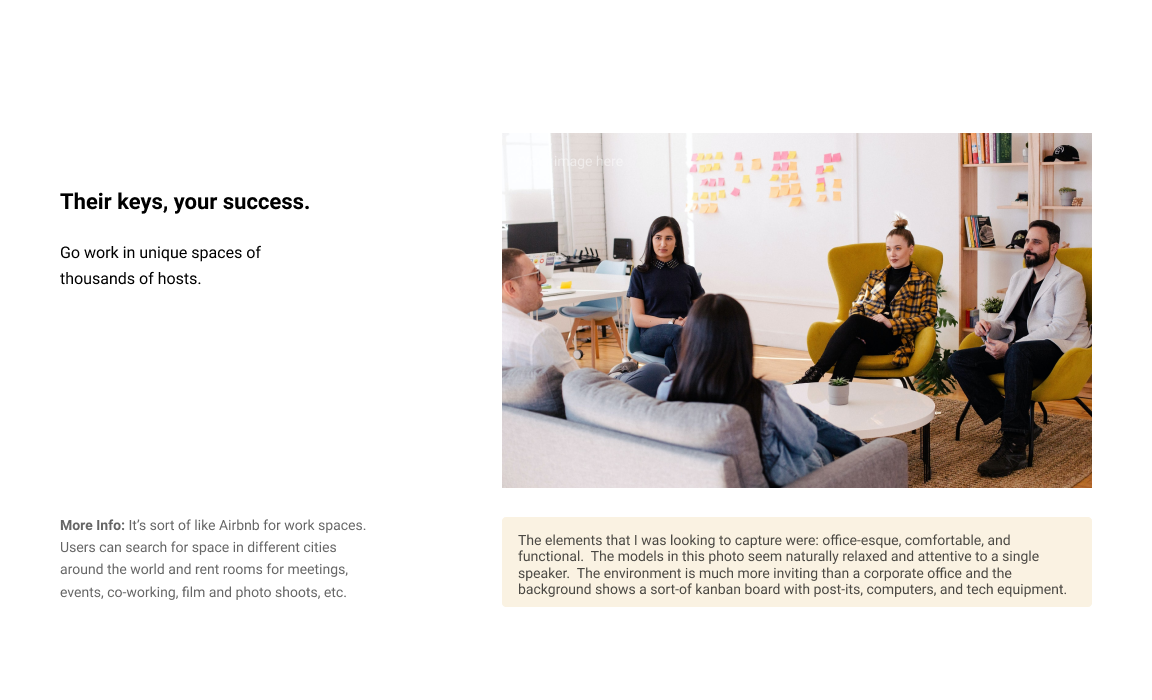 image here
Their keys, your success.
Go work in unique spaces of
thousands of hosts.
More Info: It’s sort of like Airbnb for work spaces.
Users can search for space in different cities
around the world and rent rooms for meetings,
events, co-working, film and photo shoots, etc.
The elements that I was looking to capture were: office-esque, comfortable, and
functional.  The models in this photo seem naturally relaxed and attentive to a single
speaker.  The environment is much more inviting than a corporate office and the
background shows a sort-of kanban board with post-its, computers, and tech equipment.